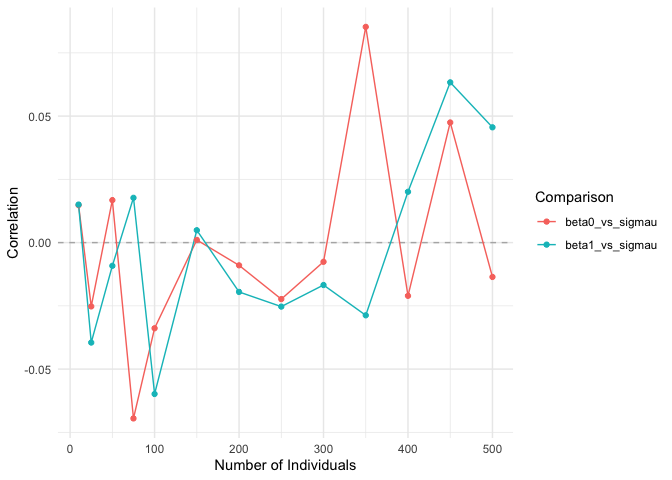 0.05
0.00
-0.05
Correlation
0 100 200 300 400 500
Number of Individuals
Comparison
beta0_vs_sigmau
beta1_vs_sigmau